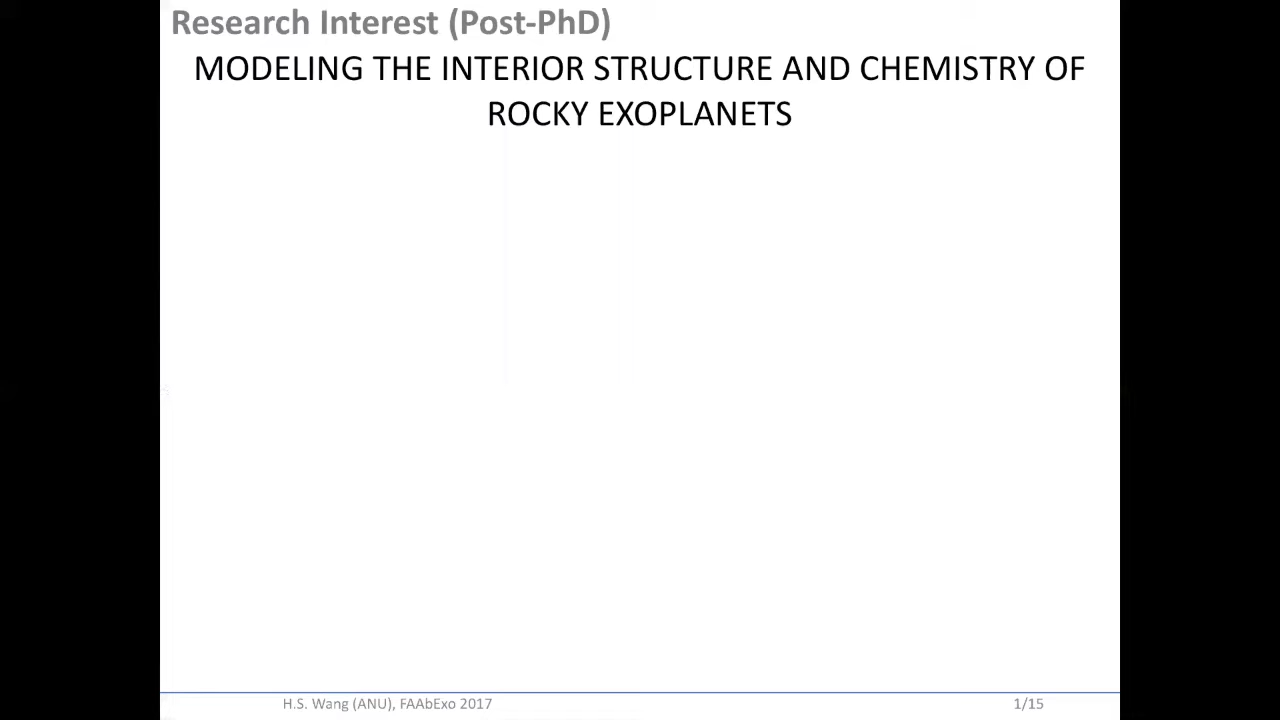 Research Interest (Post-PhD)
MODELING THE INTERIOR STRUCTURE AND CHEMISTRY OF
ROCKY EXOPLANETS
H.S. Wang (ANU), FAAbExo 2017
1/15